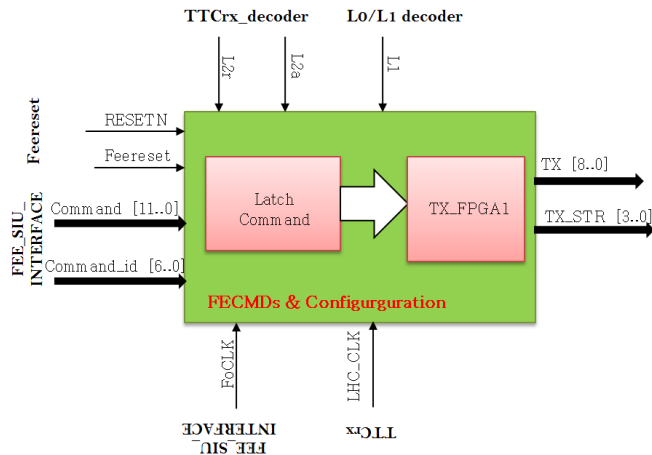 TTCrx_decoder
L0/L1 decoder
L2r
L2a
L1
Feereset
RESETN
Feereset
FEE_SIU_
INTERFACE
Command [11..0]
Command_id [6..0]
Latch
Command
TX_FPGA1
TX [8..0]
TX_STR [3..0]
FECMDs & Configurguration
FoCLK
LHC_CLK
FEE_SIU_
INTERFACE
TTCrx